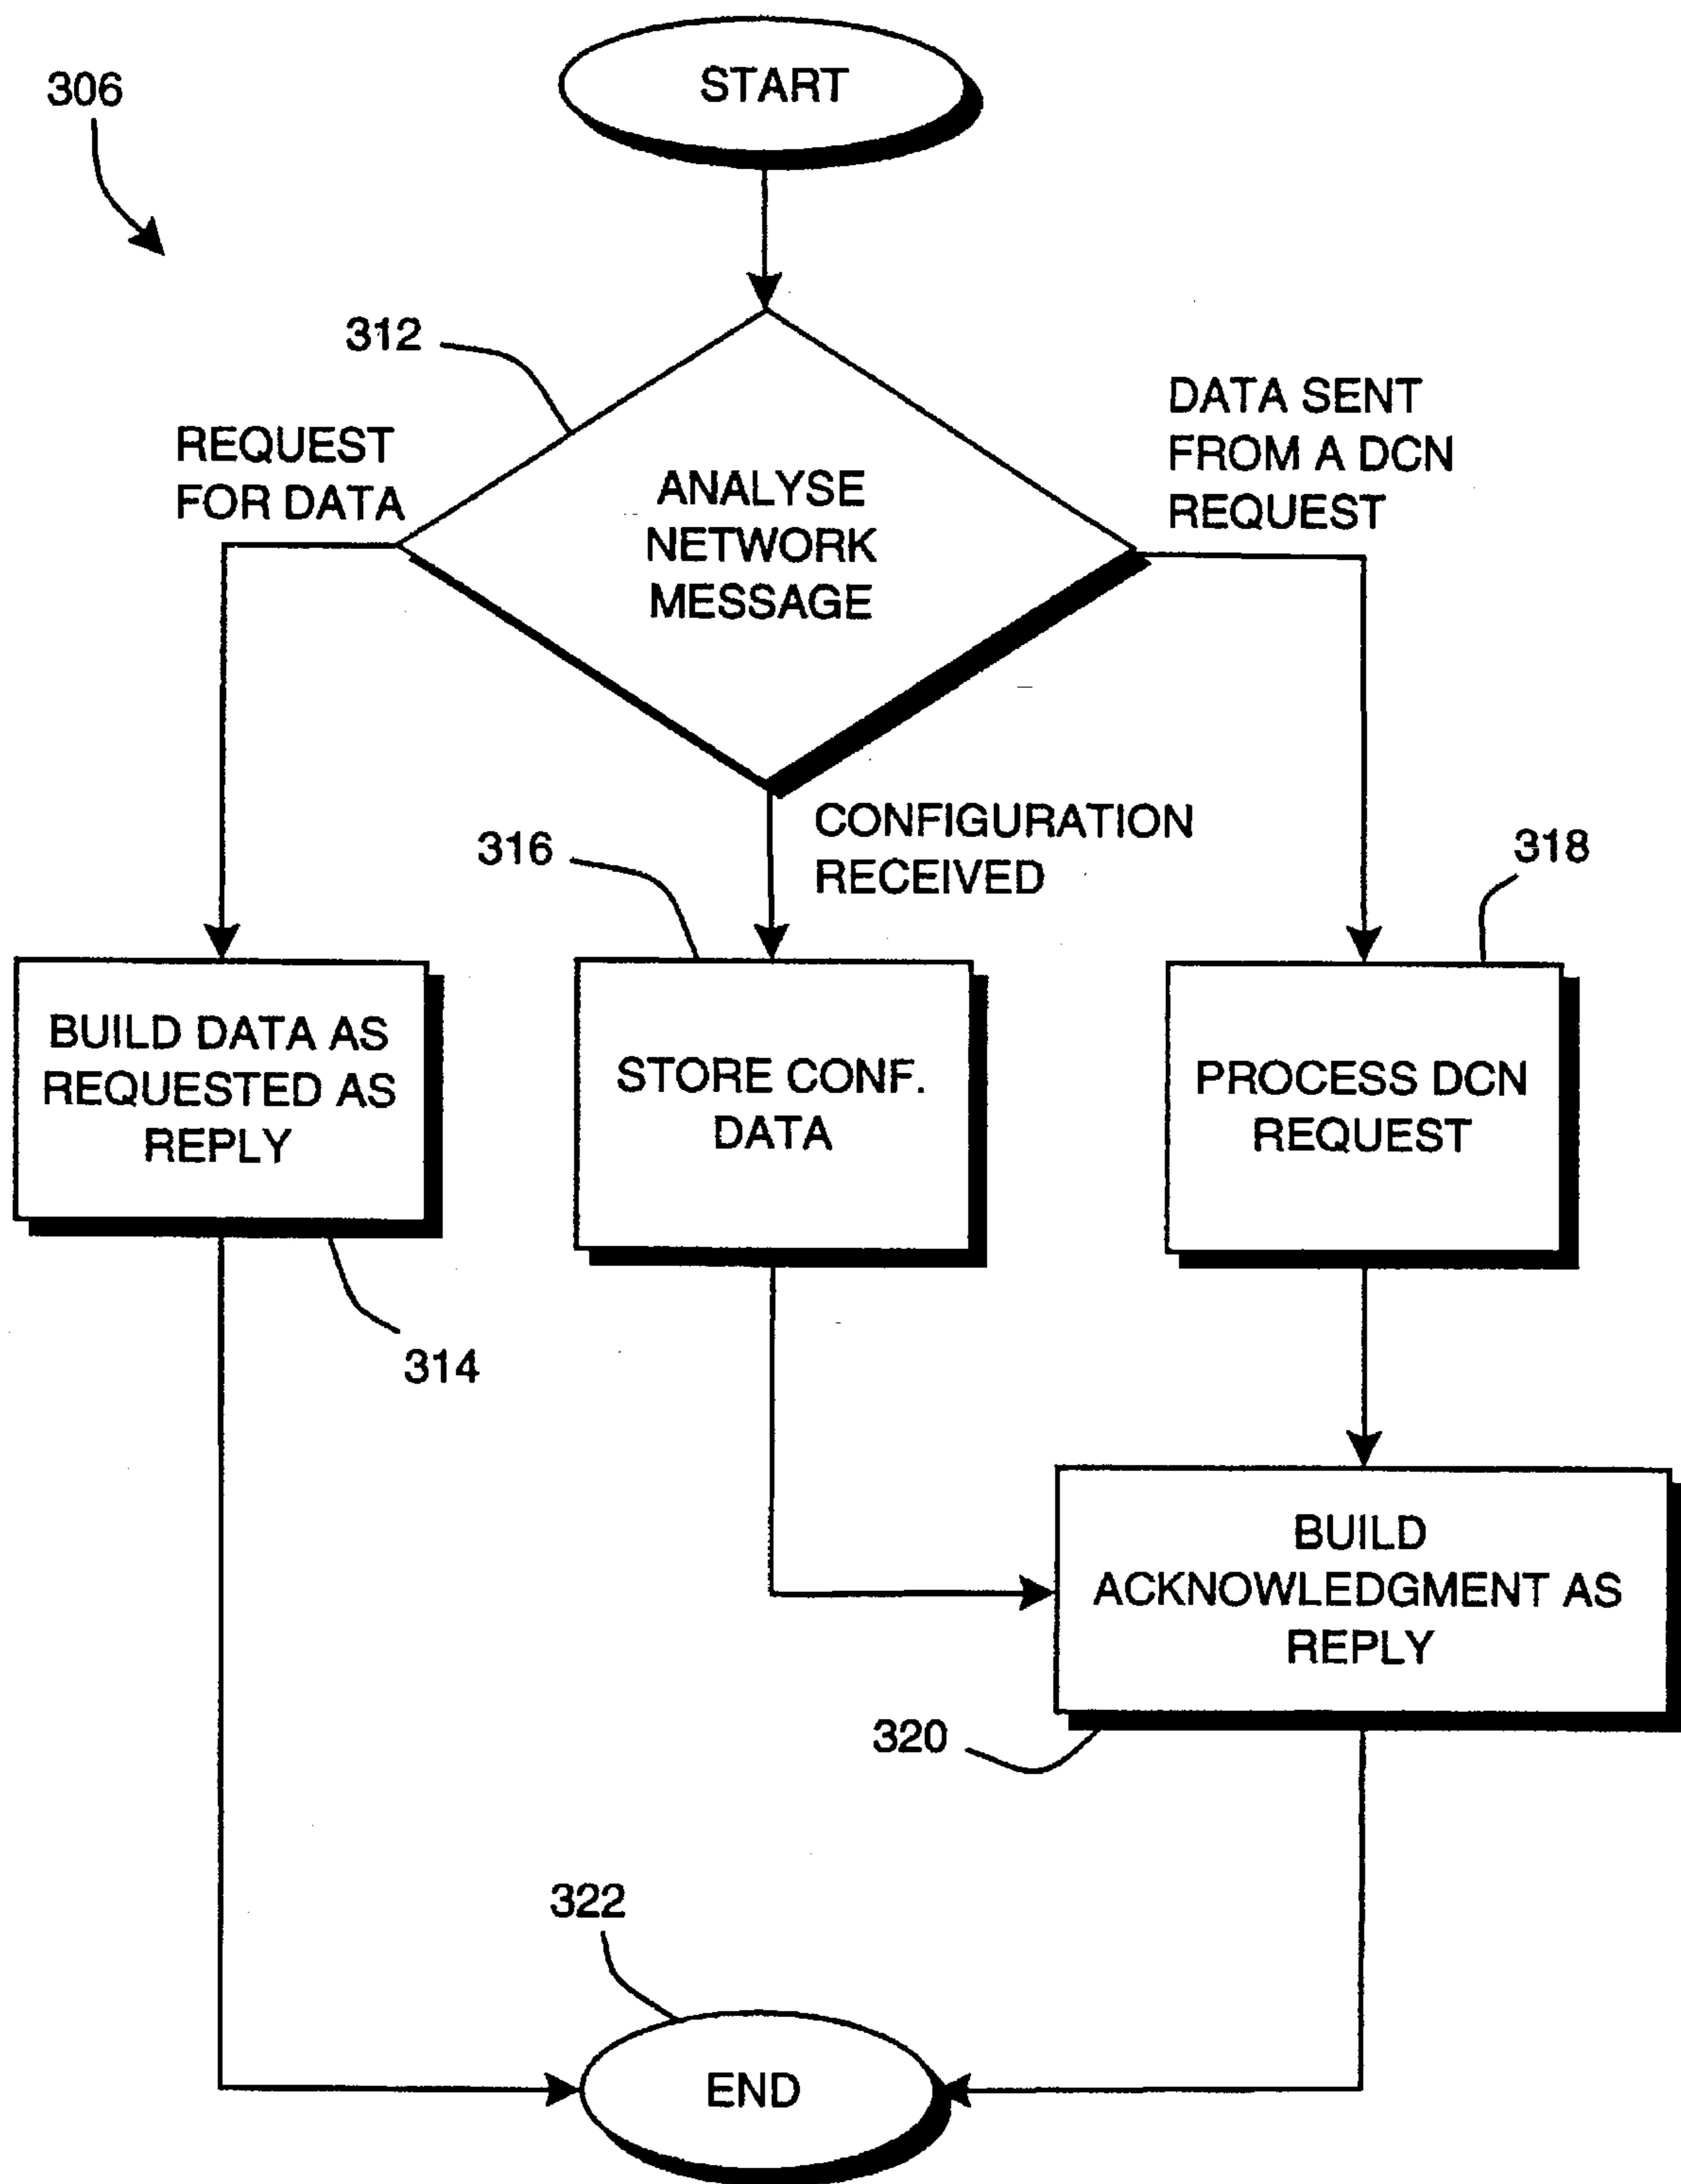 START
306
312
REQUEST
FOR DATA
ANALYSE
NETWORK
MESSAGE
DATA SENT
FROM A DCN
REQUEST
316
CONFIGURATION
RECEIVED
318
BUILD DATA AS
REQUESTED AS
REPLY
STORE CONF.
DATA
PROCESS DCN
REQUEST
314
BUILD
ACKNOWLEDGMENT AS
REPLY
320
322
END